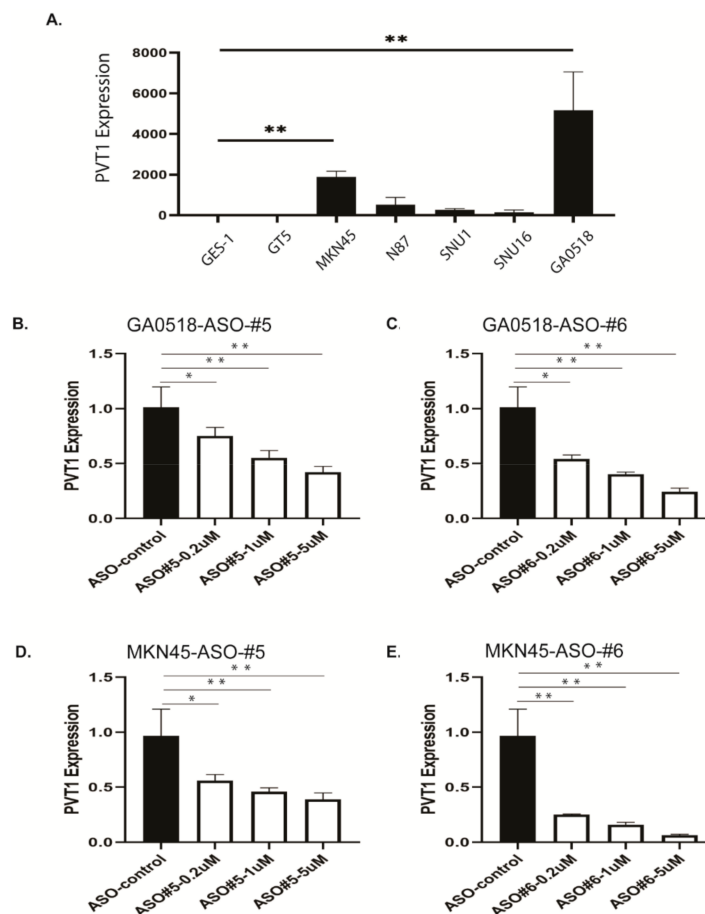 A.
**
**
PVT1 Expression
8000
6000
4000
2000
0
GES-1
GT5
MKN45
N87
SNU1
SNU16
GA0518
B.
GA0518-ASO-#5
**
**
*
PVT1 Expression
1.5
1.0
0.5
0.0
ASO-control
ASO#5-0.2uM
ASO#5-1uM
ASO#5-5uM
C.
GA0518-ASO-#6
**
**
*
PVT1 Expression
1.5
1.0
0.5
0.0
ASO-control
ASO#6-0.2uM
ASO#6-1uM
ASO#6-5uM
D.
MKN45-ASO-#5
**
**
*
PVT1 Expression
1.5
1.0
0.5
0.0
ASO-control
ASO#5-0.2uM
ASO#5-1uM
ASO#5-5uM
E.
MKN45-ASO-#6
**
**
**
PVT1 Expression
1.5
1.0
0.5
0.0
ASO-control
ASO#6-0.2uM
ASO#6-1uM
ASO#6-5uM